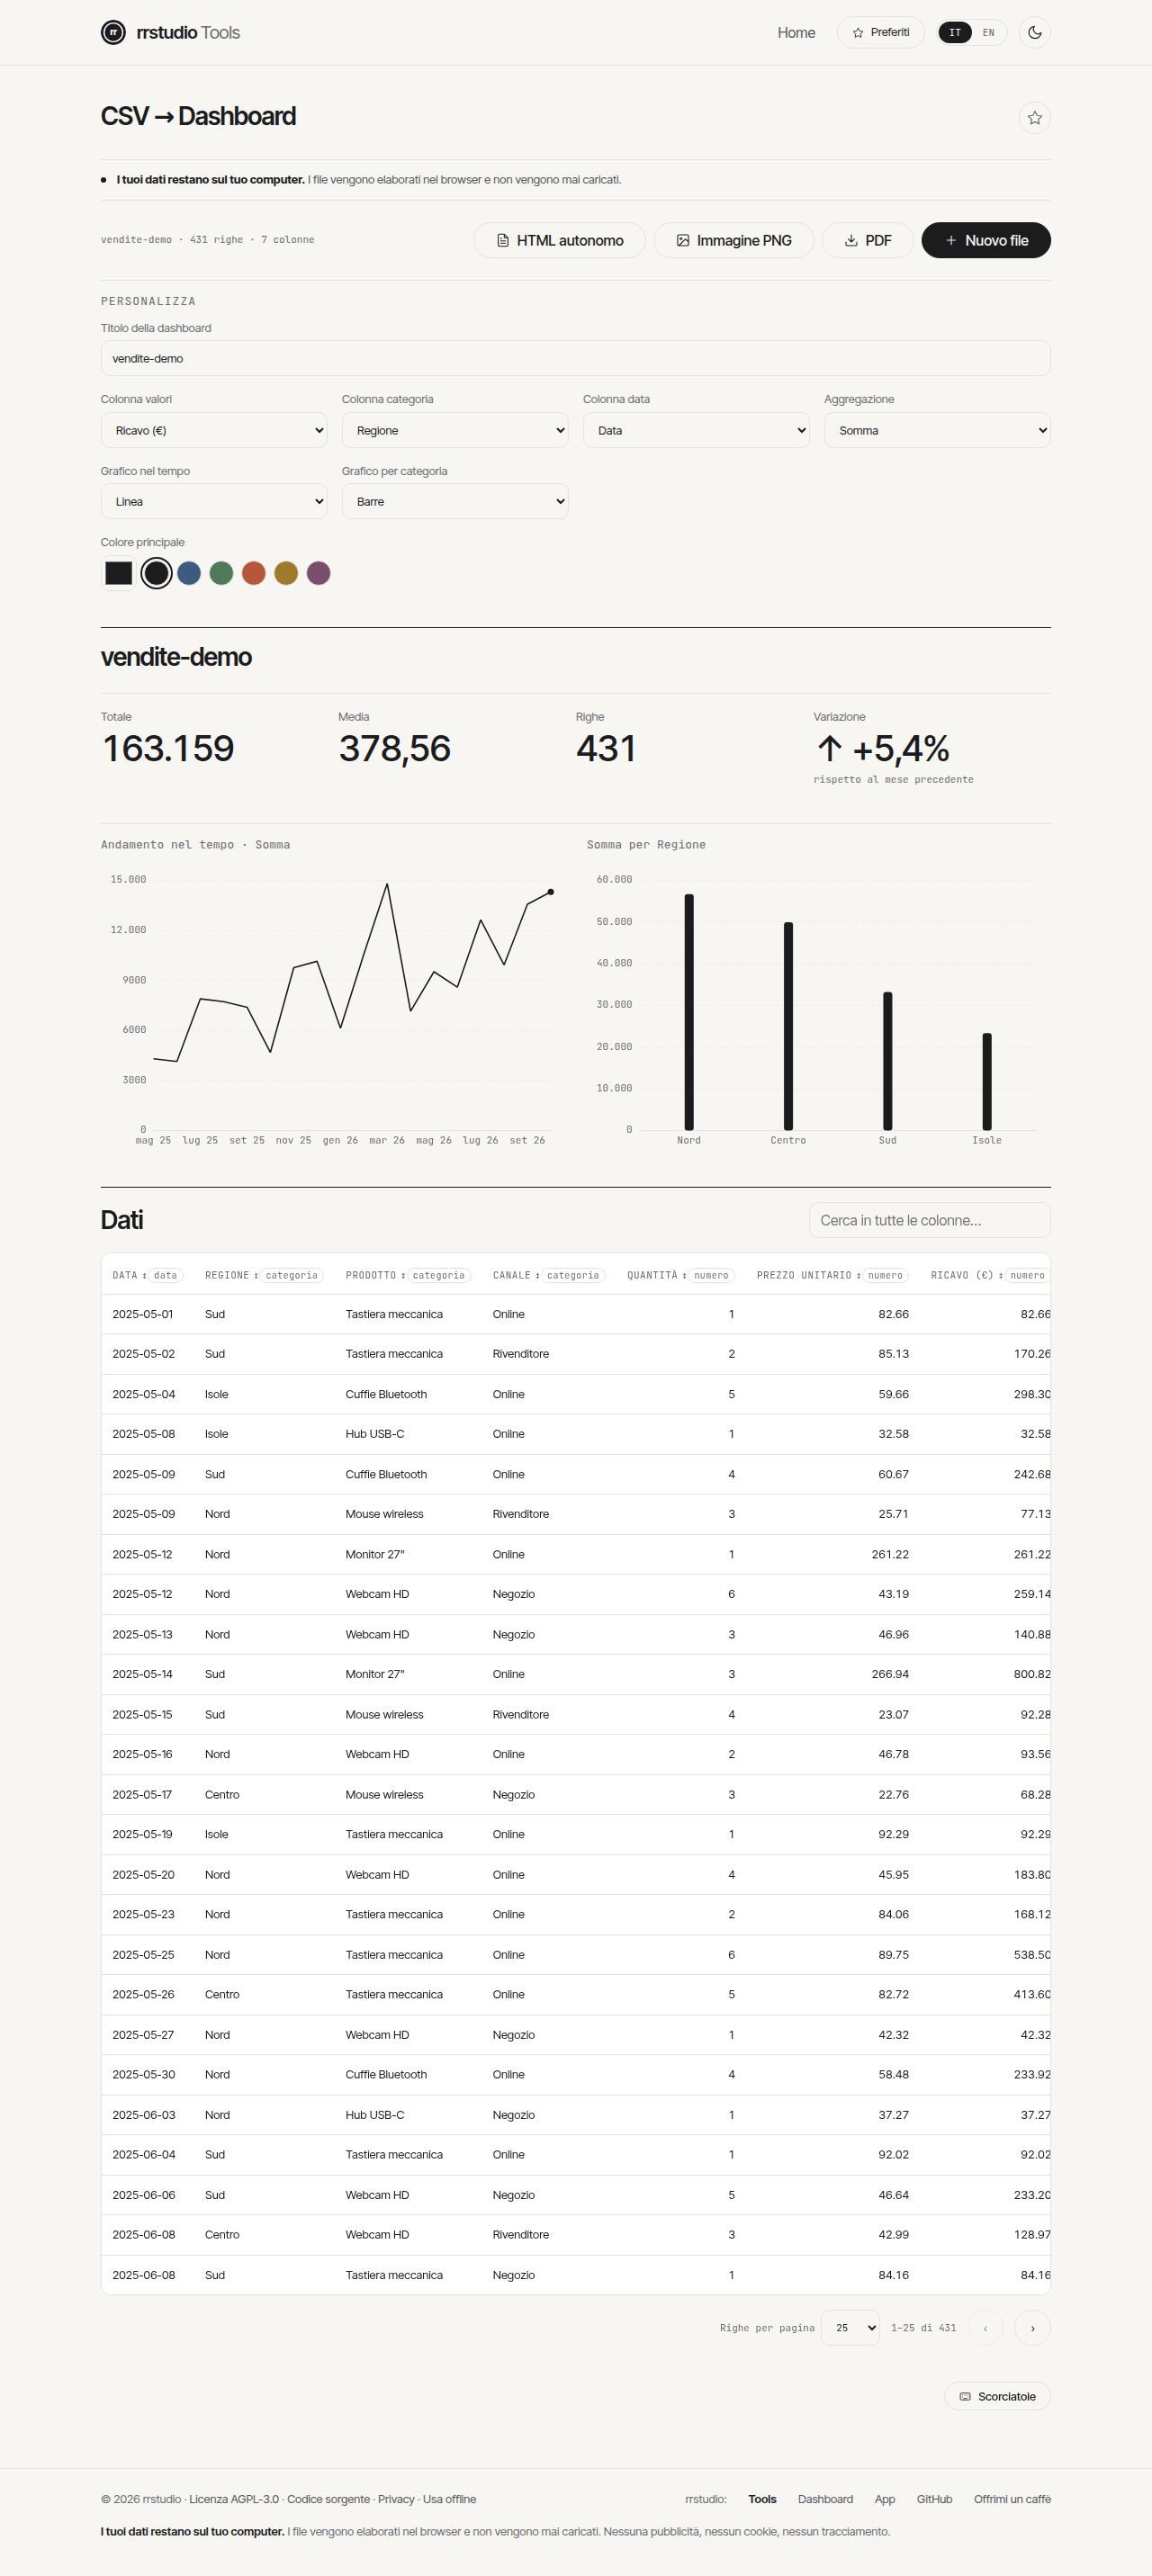 rr rrstudio Tools Home Preferiti IT EN
CSV → Dashboard
I tuoi dati restano sul tuo computer. I file vengono elaborati nel browser e non vengono mai caricati.
vendite-demo · 431 righe · 7 colonne HTML autonomo Immagine PNG PDF + Nuovo file
PERSONALIZZA
Titolo della dashboard
vendite-demo
Colonna valori Colonna categoria Colonna data Aggregazione
Ricavo (€) Regione Data Somma
Grafico nel tempo Grafico per categoria
Linea Barre
Colore principale
vendite-demo
Totale Media Righe Variazione
163.159 378,56 431 ↑ +5,4%
rispetto al mese precedente
Andamento nel tempo · Somma
15.000
12.000
9000
6000
3000
0
mag 25 lug 25 set 25 nov 25 gen 26 mar 26 mag 26 lug 26 set 26
Somma per Regione
60.000
50.000
40.000
30.000
20.000
10.000
0
Nord Centro Sud Isole
Dati Cerca in tutte le colonne…
DATA ↕ data REGIONE ↕ categoria PRODOTTO ↕ categoria CANALE ↕ categoria QUANTITÀ ↕ numero PREZZO UNITARIO ↕ numero RICAVO (€) ↕ numero
2025-05-01 Sud Tastiera meccanica Online 1 82.66 82.66
2025-05-02 Sud Tastiera meccanica Rivenditore 2 85.13 170.26
2025-05-04 Isole Cuffie Bluetooth Online 5 59.66 298.30
2025-05-08 Isole Hub USB-C Online 1 32.58 32.58
2025-05-09 Sud Cuffie Bluetooth Online 4 60.67 242.68
2025-05-09 Nord Mouse wireless Rivenditore 3 25.71 77.13
2025-05-12 Nord Monitor 27" Online 1 261.22 261.22
2025-05-12 Nord Webcam HD Negozio 6 43.19 259.14
2025-05-13 Nord Webcam HD Negozio 3 46.96 140.88
2025-05-14 Sud Monitor 27" Online 3 266.94 800.82
2025-05-15 Sud Mouse wireless Rivenditore 4 23.07 92.28
2025-05-16 Nord Webcam HD Online 2 46.78 93.56
2025-05-17 Centro Mouse wireless Negozio 3 22.76 68.28
2025-05-19 Isole Tastiera meccanica Online 1 92.29 92.29
2025-05-20 Nord Webcam HD Online 4 45.95 183.80
2025-05-23 Nord Tastiera meccanica Online 2 84.06 168.12
2025-05-25 Nord Tastiera meccanica Online 6 89.75 538.50
2025-05-26 Centro Tastiera meccanica Online 5 82.72 413.60
2025-05-27 Nord Webcam HD Negozio 1 42.32 42.32
2025-05-30 Nord Cuffie Bluetooth Online 4 58.48 233.92
2025-06-03 Nord Hub USB-C Negozio 1 37.27 37.27
2025-06-04 Sud Tastiera meccanica Online 1 92.02 92.02
2025-06-06 Sud Webcam HD Negozio 5 46.64 233.20
2025-06-08 Centro Webcam HD Rivenditore 3 42.99 128.97
2025-06-08 Sud Tastiera meccanica Negozio 1 84.16 84.16
Righe per pagina 25 1–25 di 431 ‹ ›
Scorciatoie
© 2026 rrstudio · Licenza AGPL-3.0 · Codice sorgente · Privacy · Usa offline rrstudio: Tools Dashboard App GitHub Offrimi un caffè
I tuoi dati restano sul tuo computer. I file vengono elaborati nel browser e non vengono mai caricati. Nessuna pubblicità, nessun cookie, nessun tracciamento.